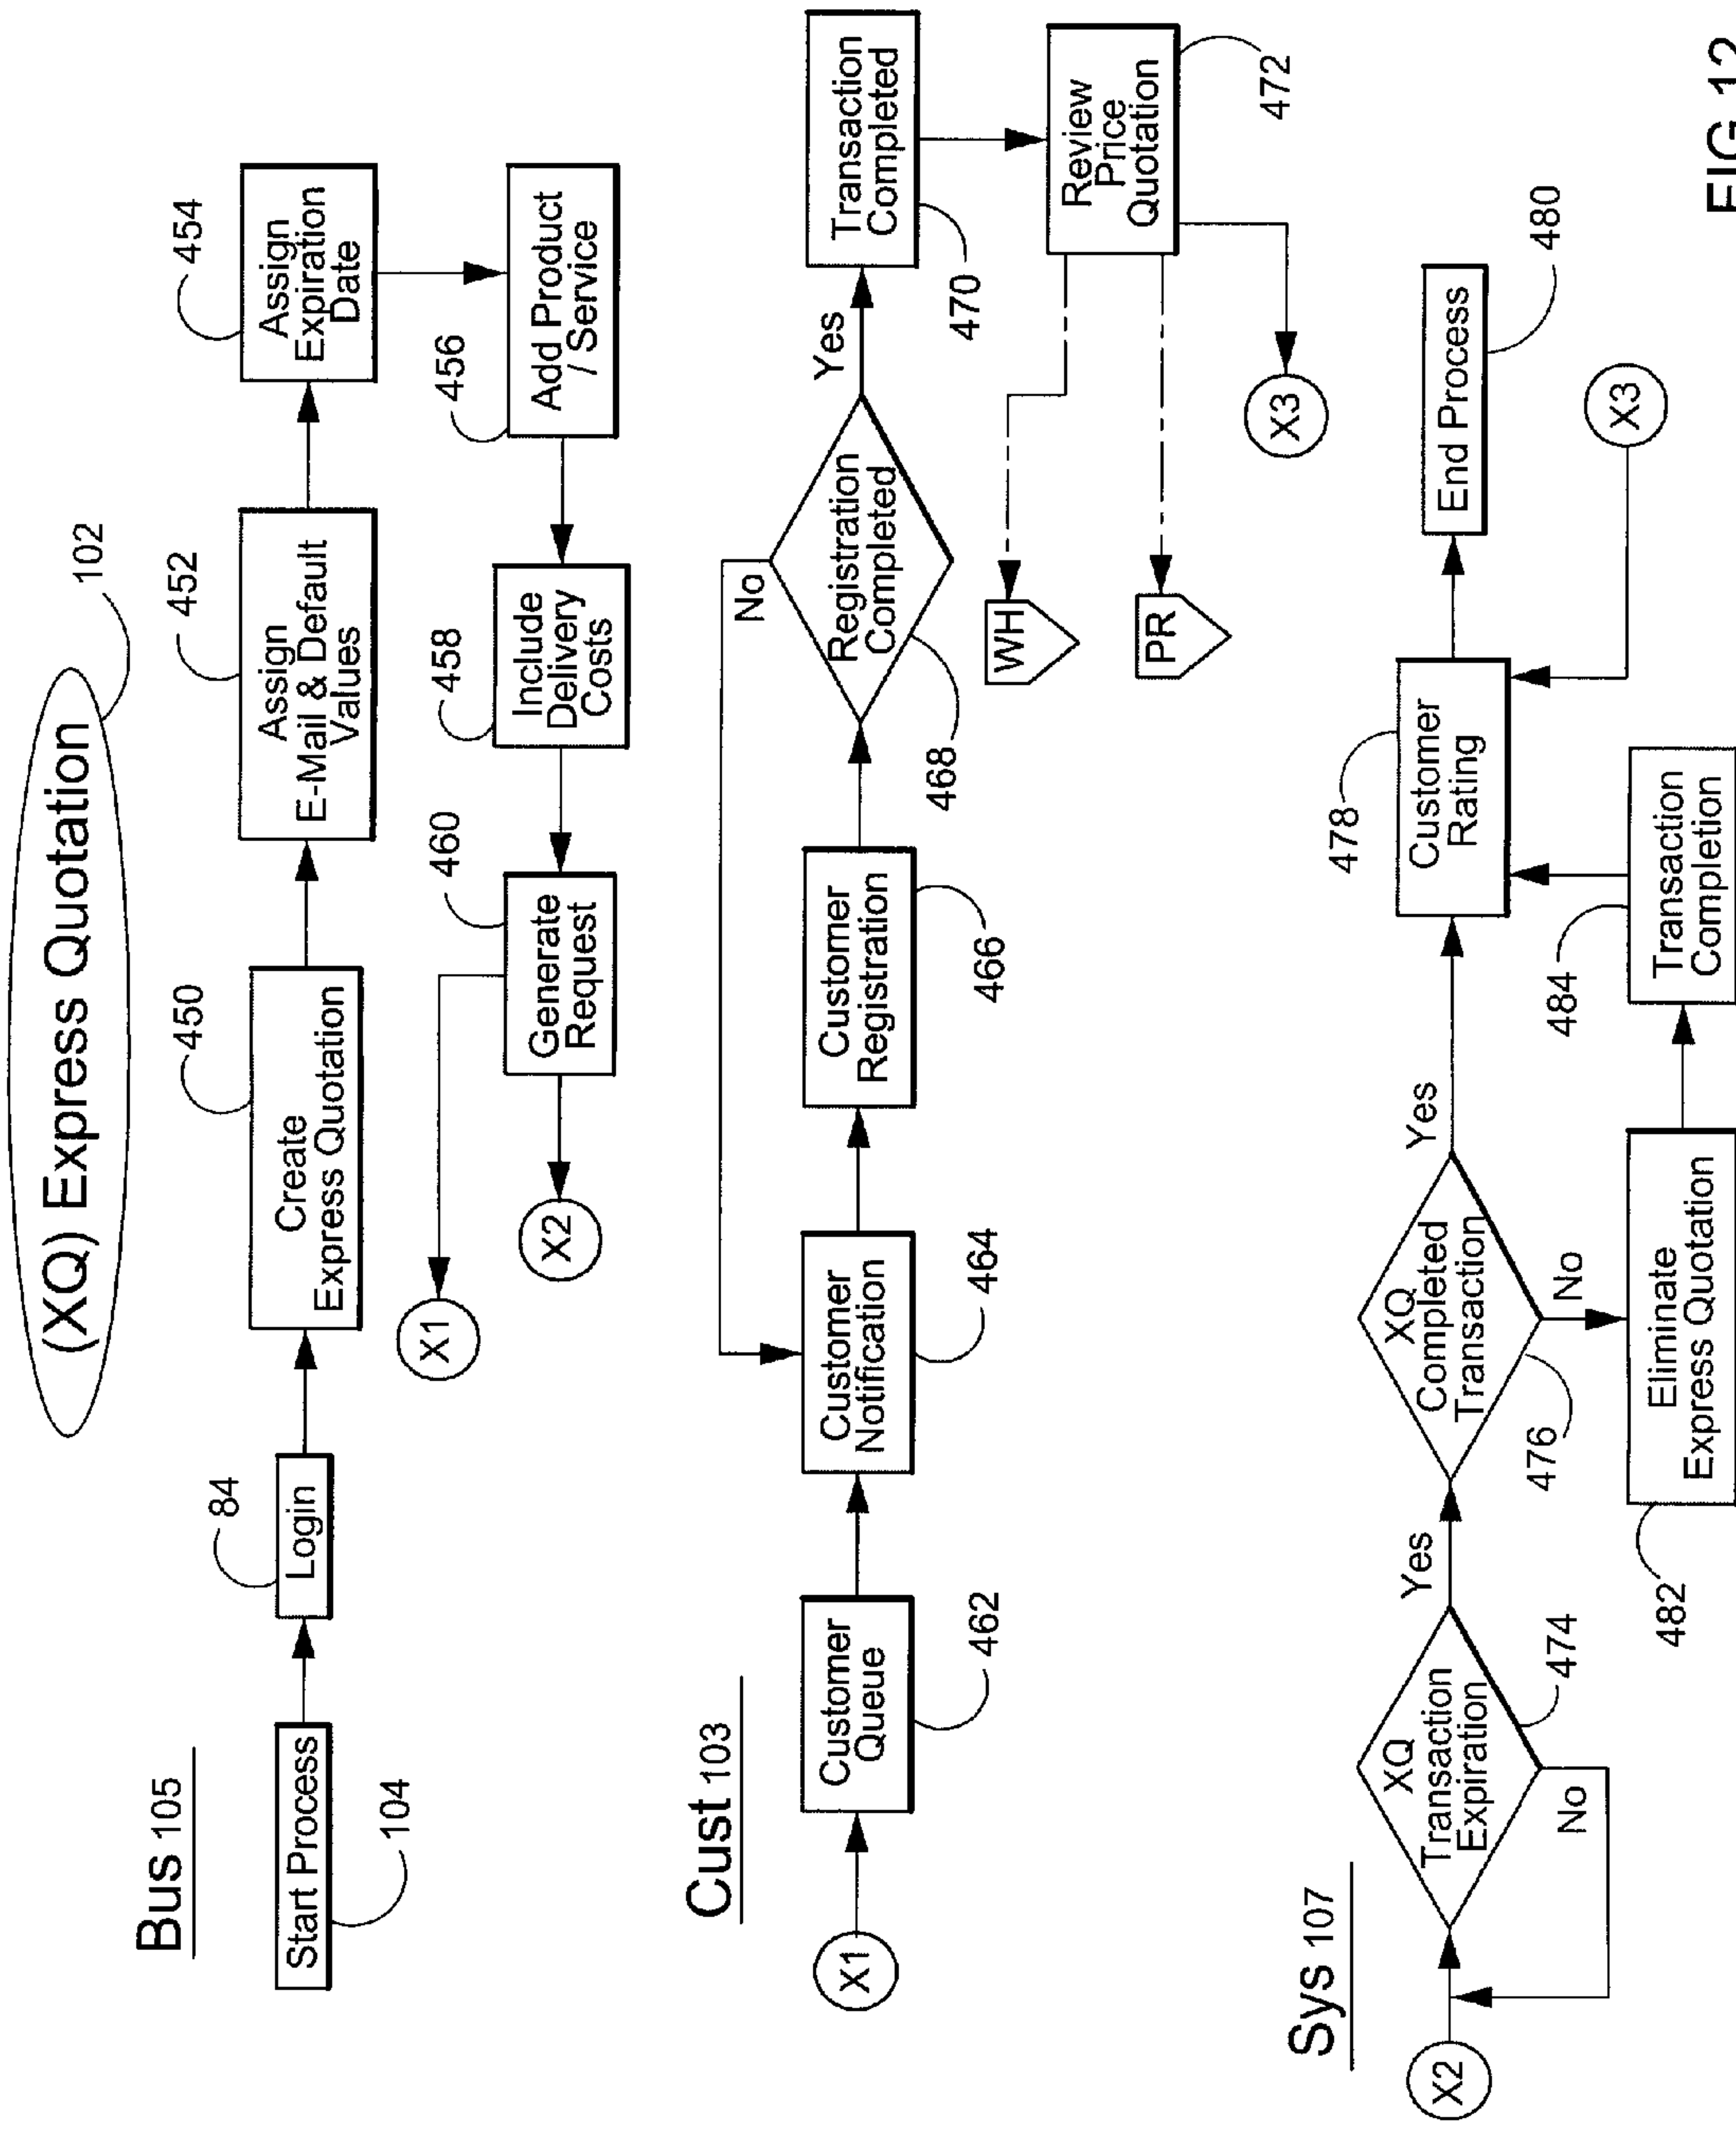 (XQ) Express Quotation
102
Bus 105
Start Process
104
Login
84
Create
Express Quotation
450
Assign
E-Mail & Default
Values
452
Assign
Expiration
Date
454
Add Product
/ Service
456
Include
Delivery
Costs
458
Generate
Request
460
X1
X2
Cust 103
X1
Customer
Queue
462
Customer
Notification
464
Customer
Registration
466
Registration
Completed
468
No
Yes
Transaction
Completed
470
Review
Price
Quotation
472
WH
PR
X3
Sys 107
X2
XQ
Transaction
Expiration
474
No
Yes
XQ
Completed
Transaction
476
Yes
No
Customer
Rating
478
End Process
480
X3
Eliminate
Express Quotation
482
Transaction
Completion
484
FIG.12